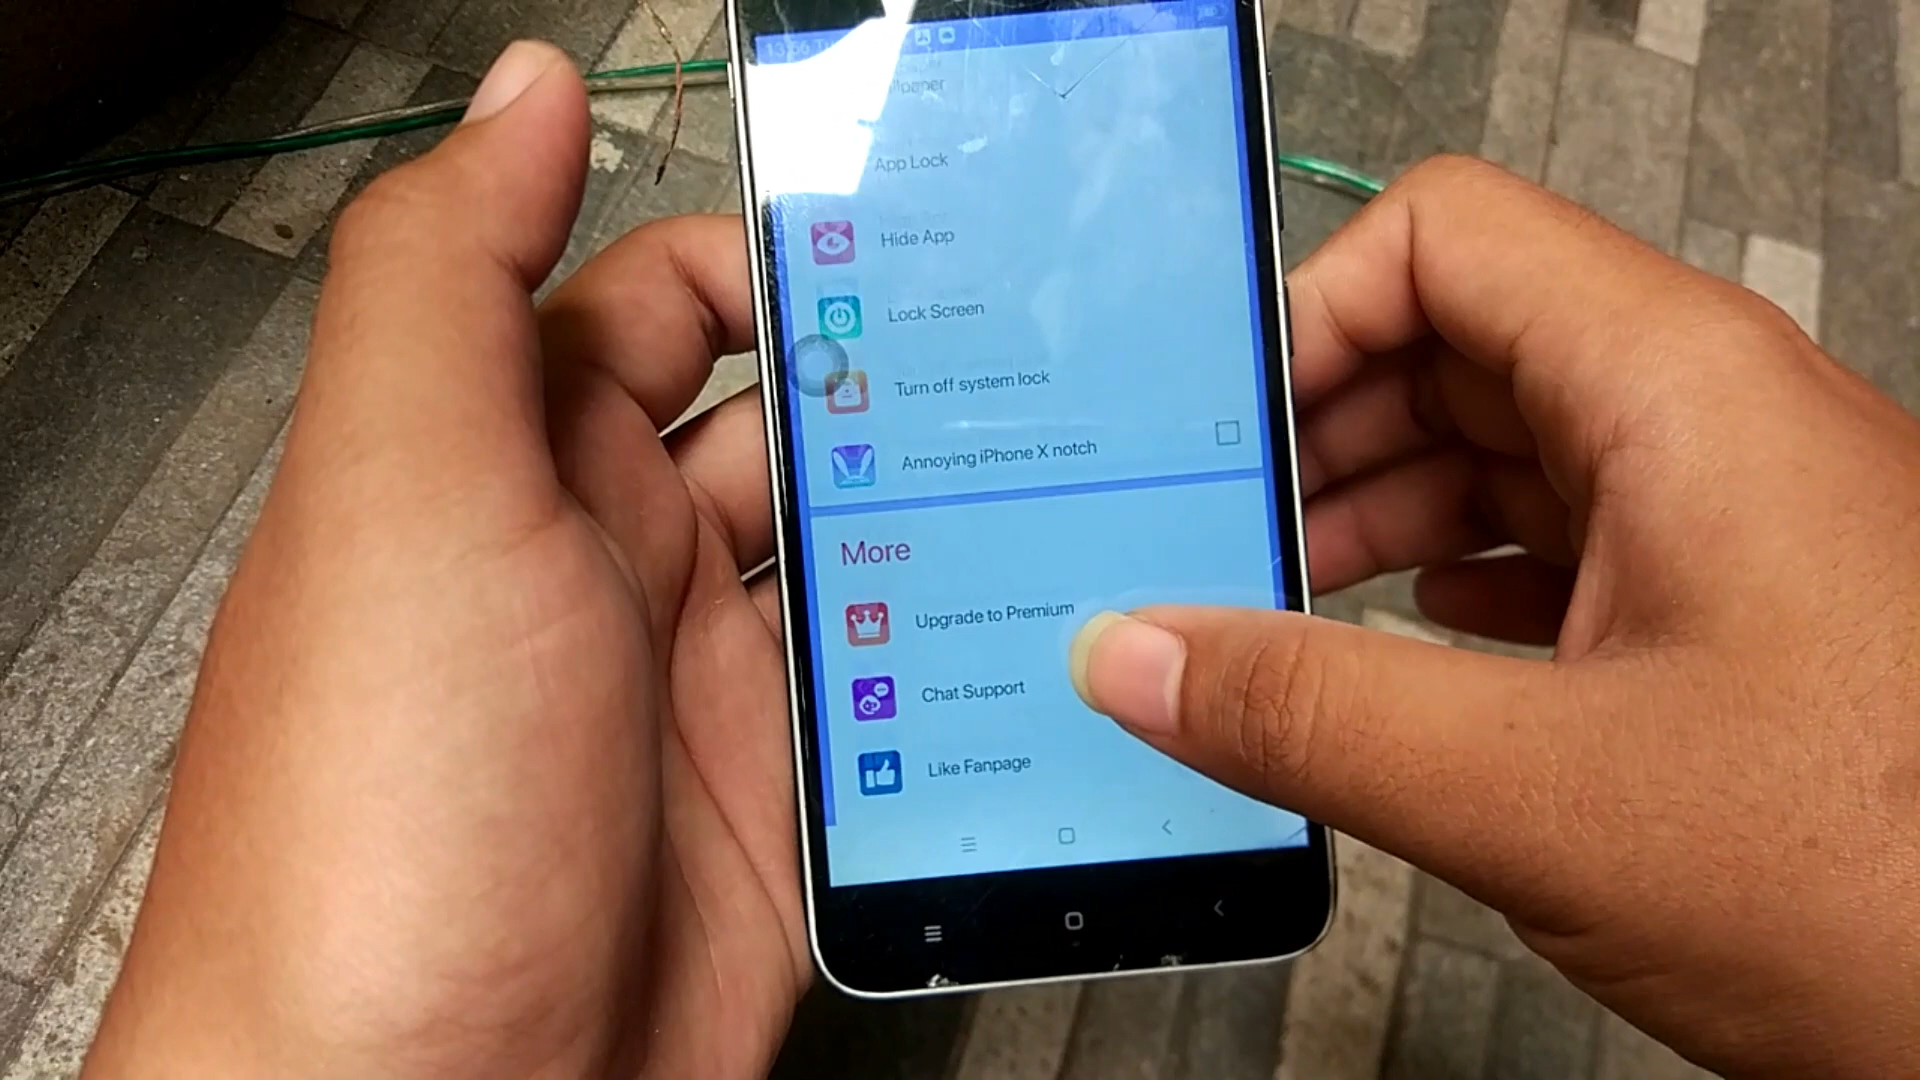 App Lock
Hide App
Lock Screen
Turn off system lock
Annoying iPhone X notch
More
Upgrade to Premium
Chat Support
Like Fanpage